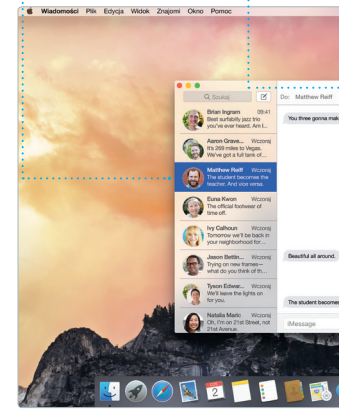 Wiadomości Plik Edycja Widok Znajomi Okno Pomoc
Szukaj
Do: Matthew Reiff
Brian Ingram 09:41
Best surfabilly jazz trio
you've ever heard. Am I...
You three gonna mak
Aaron Grave... Wczoraj
It's 269 miles to Vegas.
We've got a full tank of...
Matthew Reiff Wczoraj
The student becomes the
teacher. And vice versa.
Euna Kwon Wczoraj
The official footwear of
time off.
Ivy Calhoun Wczoraj
Tomorrow we'll be back in
your neighborhood for...
Jason Bettin... Wczoraj
Trying on new frames—
what do you think of th...
Beautiful all around.
Tyson Edwar... Wczoraj
We'll leave the lights on
for you.
The student becomes
Natalia Maric Wczoraj
Oh, I'm on 21st Street, not
21st Avenue.
iMessage
2